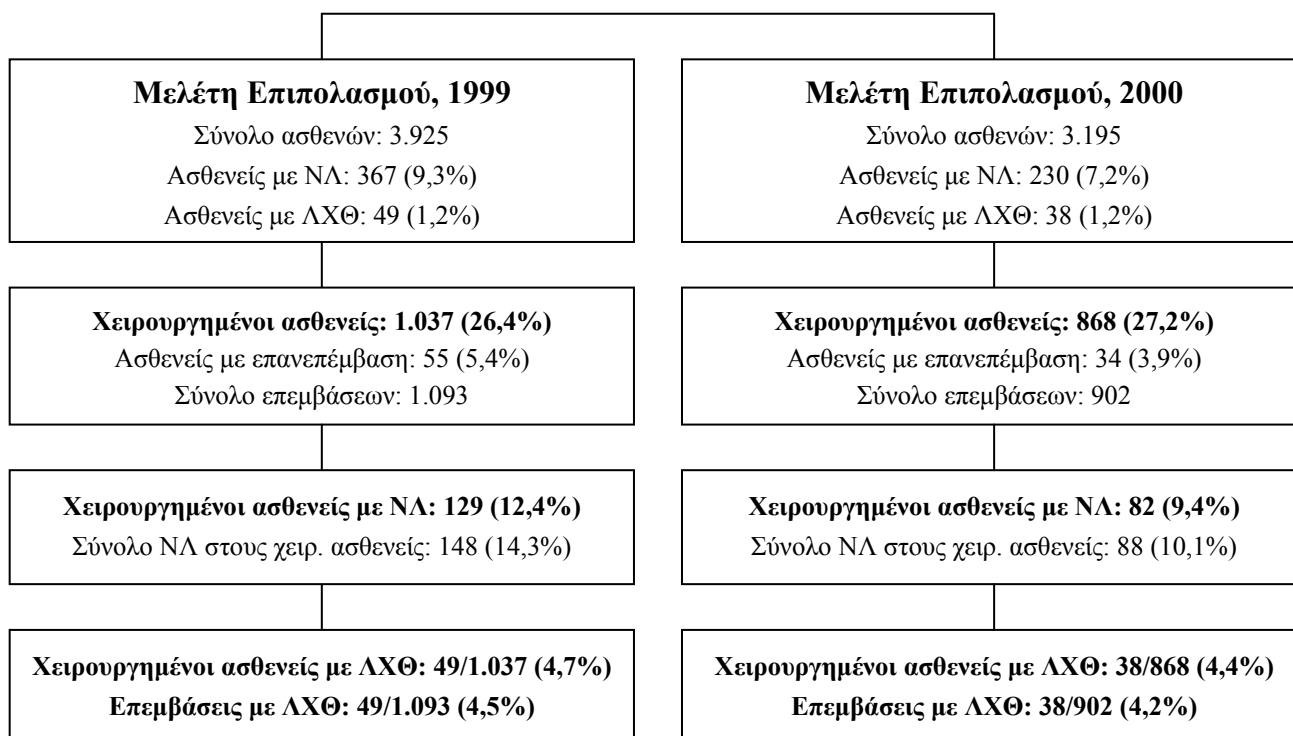 Μελέτη Επιπολασμού, 1999
Σύνολο ασθενών: 3.925
Ασθενείς με ΝΛ: 367 (9,3%)
Ασθενείς με ΛΧΘ: 49 (1,2%)
Χειρουργημένοι ασθενείς: 1.037 (26,4%)
Ασθενείς με επανεπέμβαση: 55 (5,4%)
Σύνολο επεμβάσεων: 1.093
Χειρουργημένοι ασθενείς με ΝΛ: 129 (12,4%)
Σύνολο ΝΛ στους χειρ. ασθενείς: 148 (14,3%)
Χειρουργημένοι ασθενείς με ΛΧΘ: 49/1.037 (4,7%)
Επεμβάσεις με ΛΧΘ: 49/1.093 (4,5%)
Μελέτη Επιπολασμού, 2000
Σύνολο ασθενών: 3.195
Ασθενείς με ΝΛ: 230 (7,2%)
Ασθενείς με ΛΧΘ: 38 (1,2%)
Χειρουργημένοι ασθενείς: 868 (27,2%)
Ασθενείς με επανεπέμβαση: 34 (3,9%)
Σύνολο επεμβάσεων: 902
Χειρουργημένοι ασθενείς με ΝΛ: 82 (9,4%)
Σύνολο ΝΛ στους χειρ. ασθενείς: 88 (10,1%)
Χειρουργημένοι ασθενείς με ΛΧΘ: 38/868 (4,4%)
Επεμβάσεις με ΛΧΘ: 38/902 (4,2%)